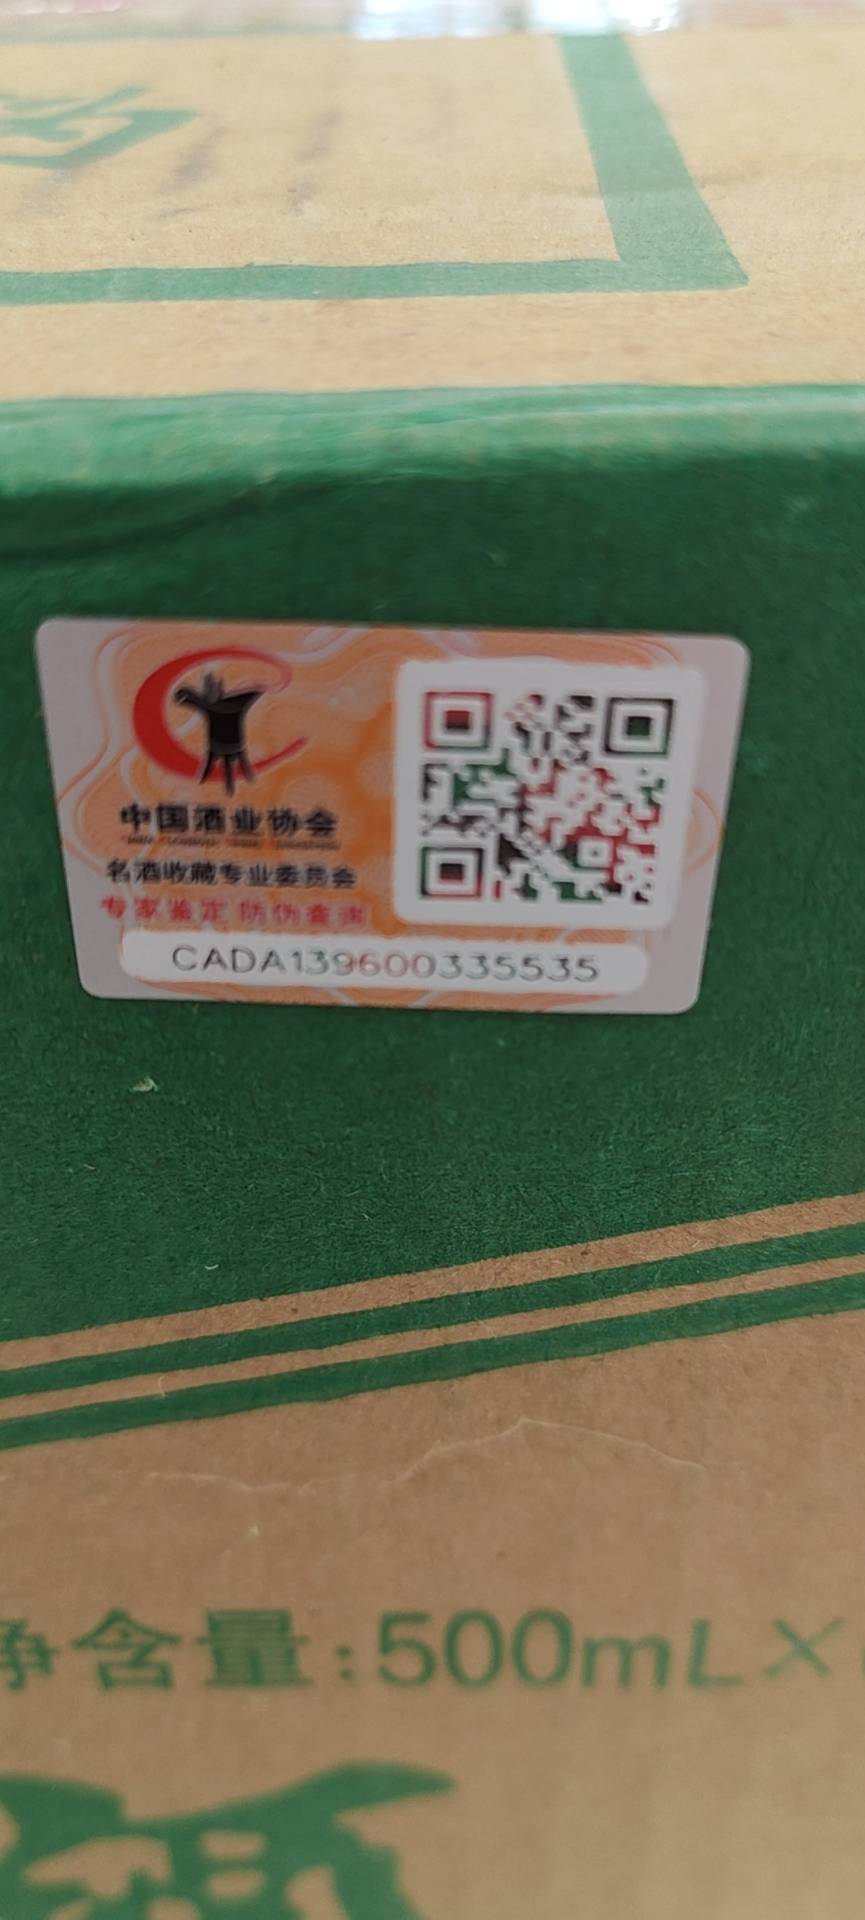 中国酒业协会
名酒收藏专业委员会
专家鉴定 防伪查询
CADA139600335535
净含量:500mL×